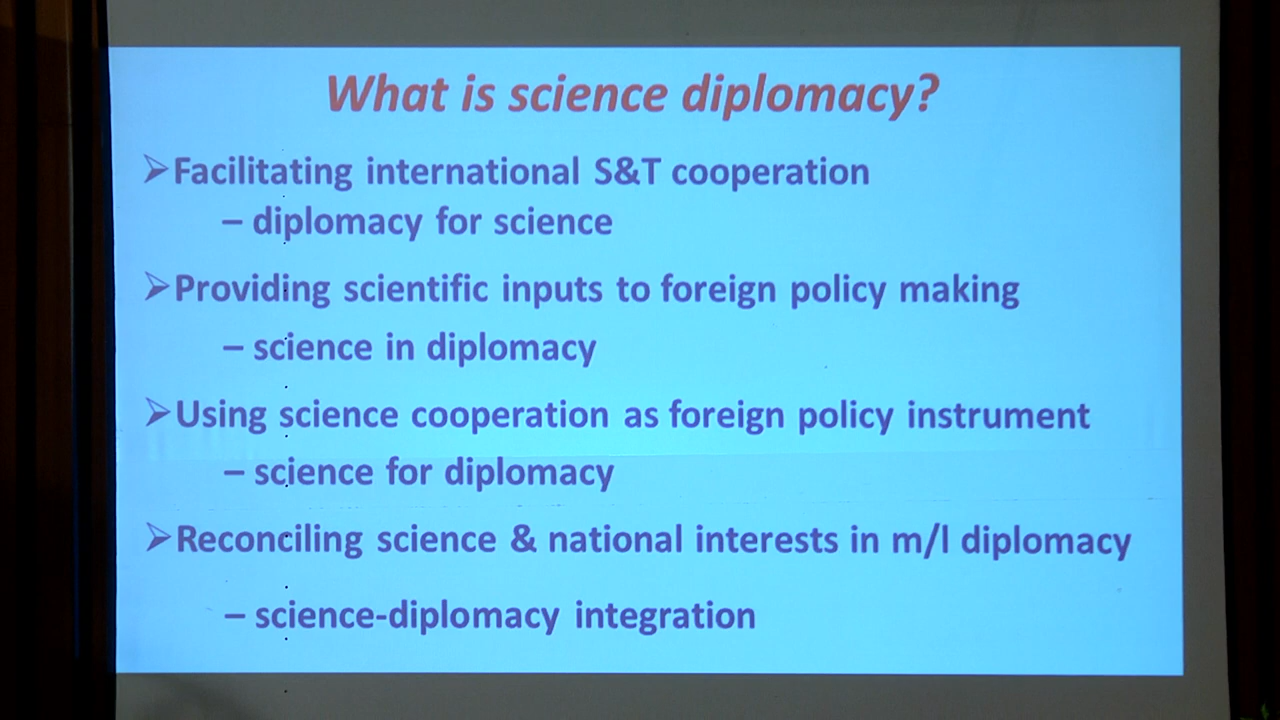 What is science diplomacy?
➢Facilitating international S&T cooperation
– diplomacy for science
➢Providing scientific inputs to foreign policy making
– science in diplomacy
➢Using science cooperation as foreign policy instrument
– science for diplomacy
➢Reconciling science & national interests in m/l diplomacy
– science-diplomacy integration